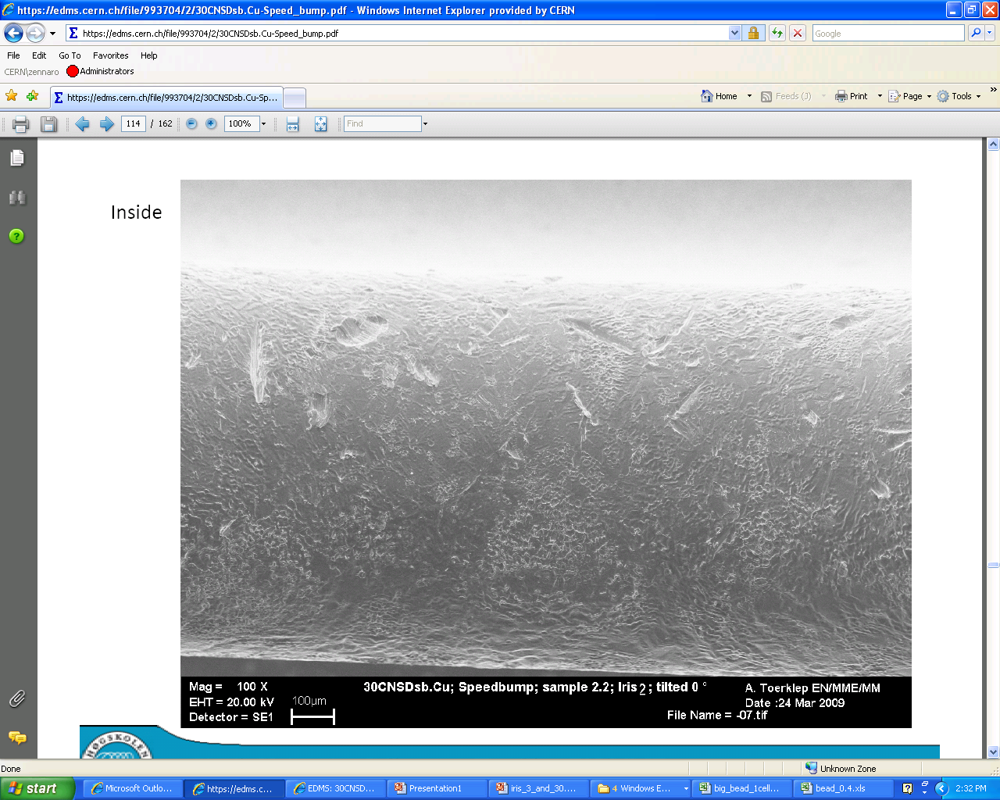 https://edms.cern.ch/file/993704/2/30CNSDsb.Cu-Speed_bump.pdf - Windows Internet Explorer provided by CERN
https://edms.cern.ch/file/993704/2/30CNSDsb.Cu-Speed_bump.pdf
Google
File Edit Go To Favorites Help
CERN\zennaro Administrators
https://edms.cern.ch/file/993704/2/30CNSDsb.Cu-Sp...
Home Feeds (J) Print Page Tools
114 / 162 100% Find
Inside
Mag = 100 X
EHT = 20.00 kV
Detector = SE1
100µm
30CNSDsb.Cu; Speedbump; sample 2.2; Iris 2; tilted 0 °
A. Toerklep EN/MME/MM
Date :24 Mar 2009
File Name = -07.tif
HØGSKOLEN
Done Unknown Zone
start Microsoft Outlo... https://edms.c... EDMS: 30CNSD... Presentation1 iris_3_and_30.... 4 Windows E... big_bead_1cell... bead_0.4.xls 2:32 PM